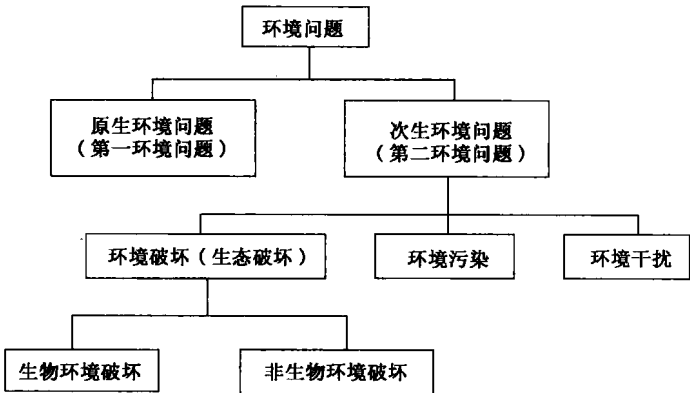 环境问题
原生环境问题
（第一环境问题）
次生环境问题
（第二环境问题）
环境破坏（生态破坏）
环境污染
环境干扰
生物环境破坏
非生物环境破坏